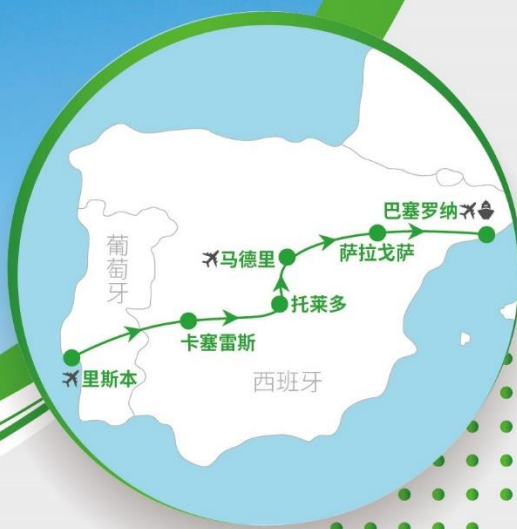 巴塞罗纳
萨拉戈萨
马德里
葡萄牙
托莱多
卡塞雷斯
里斯本
西班牙